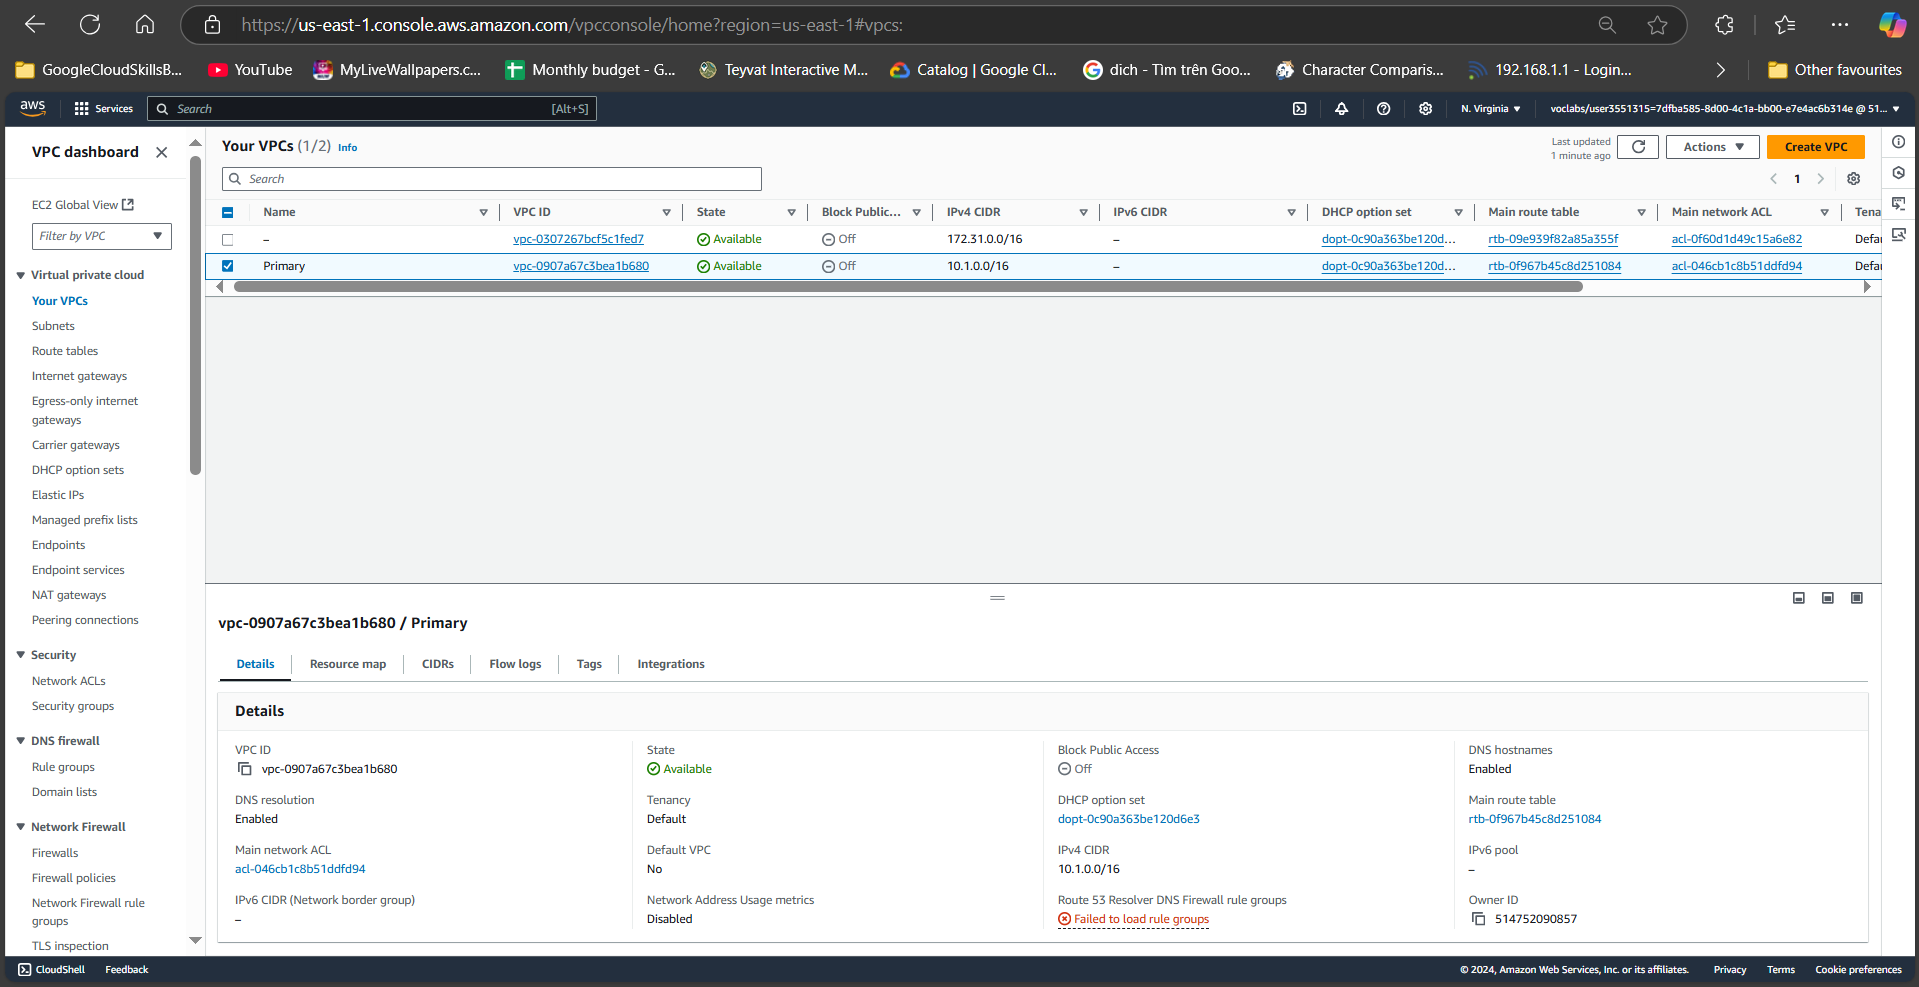 https://us-east-1.console.aws.amazon.com/vpcconsole/home?region=us-east-1#vpcs:
GoogleCloudSkillsB... YouTube MyLiveWallpapers.c... Monthly budget - G... Teyvat Interactive M... Catalog | Google Cl... dich - Tìm trên Goo... Character Comparis... 192.168.1.1 - Login... Other favourites
aws Services Search [Alt+S] N. Virginia voclabs/user3551315=7dfba585-8d00-4c1a-bb00-e7e4ac6b314e @ 51...
VPC dashboard
EC2 Global View
Filter by VPC
Virtual private cloud
Your VPCs
Subnets
Route tables
Internet gateways
Egress-only internet
gateways
Carrier gateways
DHCP option sets
Elastic IPs
Managed prefix lists
Endpoints
Endpoint services
NAT gateways
Peering connections
Security
Network ACLs
Security groups
DNS firewall
Rule groups
Domain lists
Network Firewall
Firewalls
Firewall policies
Network Firewall rule
groups
TLS inspection
Your VPCs (1/2) Info
Last updated
1 minute ago
Actions
Create VPC
Search
1
Name VPC ID State Block Public... IPv4 CIDR IPv6 CIDR DHCP option set Main route table Main network ACL Tena
– vpc-0307267bcf5c1fed7 Available Off 172.31.0.0/16 – dopt-0c90a363be120d... rtb-09e939f82a85a355f acl-0f60d1d49c15a6e82 Defau
Primary vpc-0907a67c3bea1b680 Available Off 10.1.0.0/16 – dopt-0c90a363be120d... rtb-0f967b45c8d251084 acl-046cb1c8b51ddfd94 Defau
vpc-0907a67c3bea1b680 / Primary
Details Resource map CIDRs Flow logs Tags Integrations
Details
VPC ID
vpc-0907a67c3bea1b680
State
Available
Block Public Access
Off
DNS hostnames
Enabled
DNS resolution
Enabled
Tenancy
Default
DHCP option set
dopt-0c90a363be120d6e3
Main route table
rtb-0f967b45c8d251084
Main network ACL
acl-046cb1c8b51ddfd94
Default VPC
No
IPv4 CIDR
10.1.0.0/16
IPv6 pool
–
IPv6 CIDR (Network border group)
–
Network Address Usage metrics
Disabled
Route 53 Resolver DNS Firewall rule groups
Failed to load rule groups
Owner ID
514752090857
CloudShell Feedback © 2024, Amazon Web Services, Inc. or its affiliates. Privacy Terms Cookie preferences